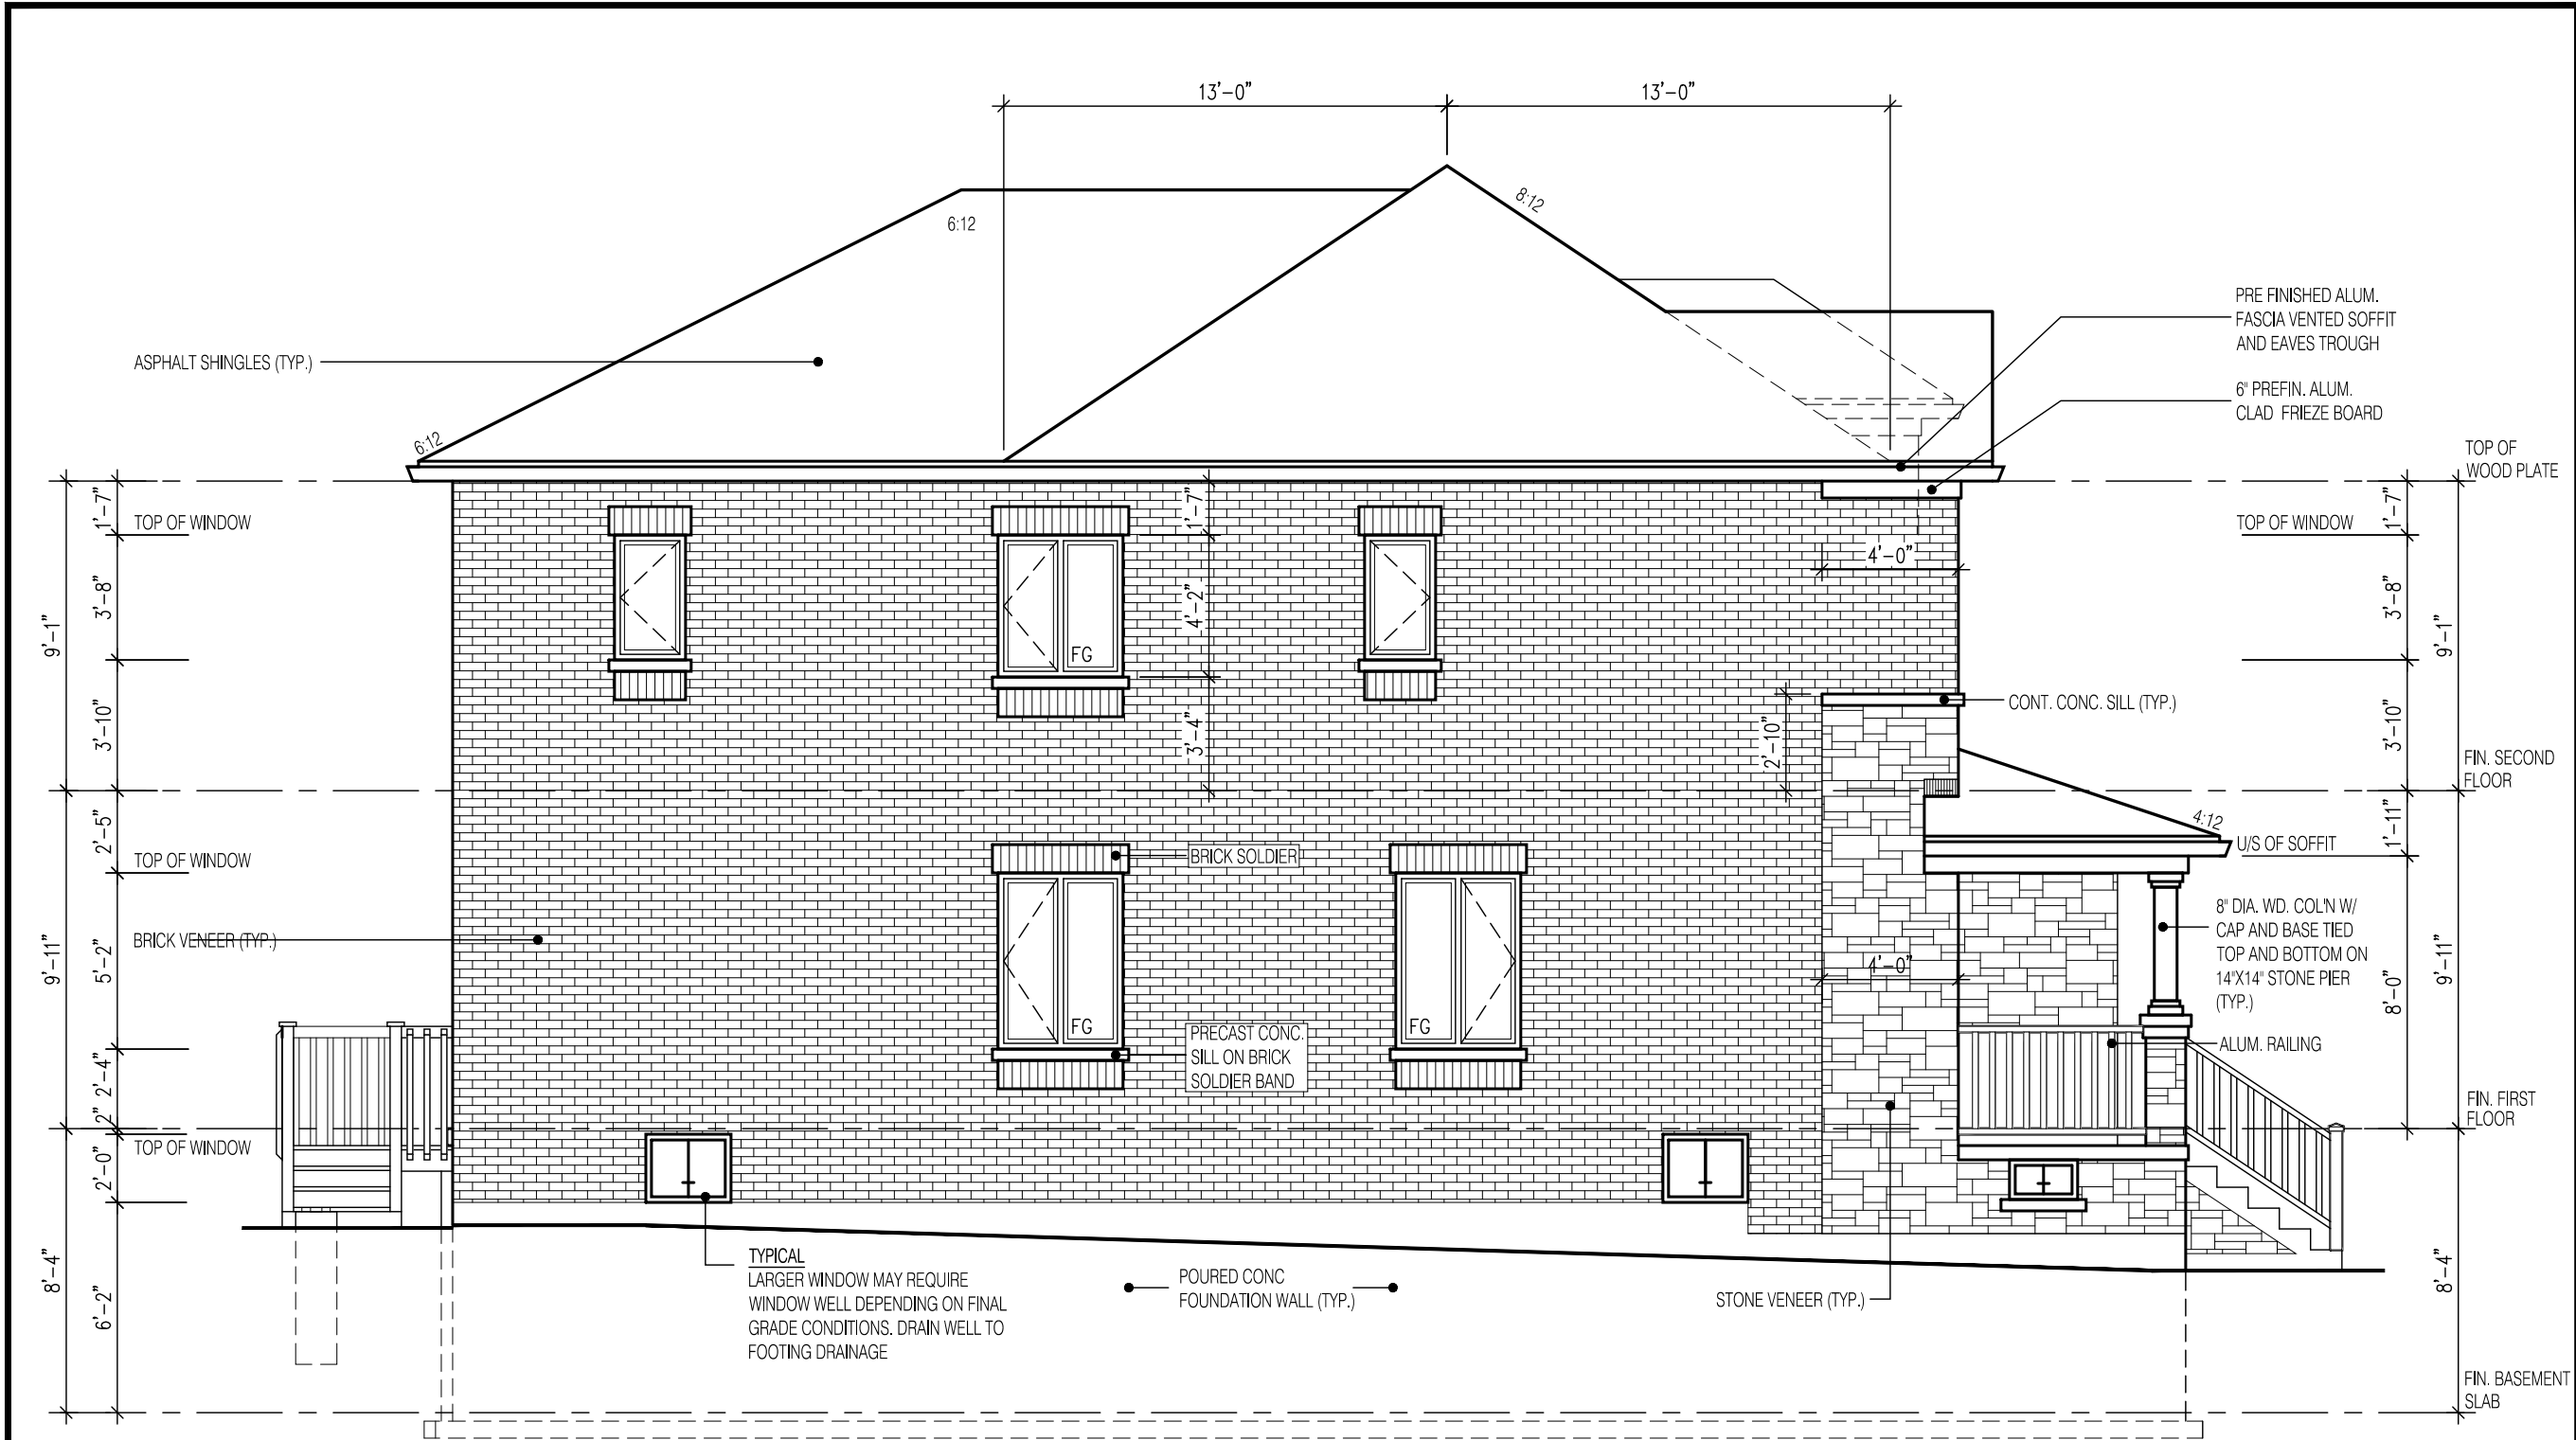 13'-0"
13'-0"
8:12
6:12
6:12
ASPHALT SHINGLES (TYP.)
PRE FINISHED ALUM.
FASCIA VENTED SOFFIT
AND EAVES TROUGH
6" PREFIN. ALUM.
CLAD FRIEZE BOARD
TOP OF
WOOD PLATE
9'-1"
9'-11"
8'-4"
1'-7"
3'-8"
3'-10"
2'-5"
5'-2"
2'-4"
2"
2'-0"
6'-2"
TOP OF WINDOW
TOP OF WINDOW
BRICK VENEER (TYP.)
TOP OF WINDOW
1'-7"
4'-2"
3'-4"
FG
4'-0"
2'-10"
BRICK SOLDIER
FG
FG
PRECAST CONC.
SILL ON BRICK
SOLDIER BAND
4'-0"
TOP OF WINDOW
CONT. CONC. SILL (TYP.)
FIN. SECOND
FLOOR
4:12
U/S OF SOFFIT
8" DIA. WD. COL'N W/
CAP AND BASE TIED
TOP AND BOTTOM ON
14"X14" STONE PIER
(TYP.)
ALUM. RAILING
FIN. FIRST
FLOOR
1'-7"
3'-8"
3'-10"
1'-11"
8'-0"
9'-1"
9'-11"
8'-4"
TYPICAL
LARGER WINDOW MAY REQUIRE
WINDOW WELL DEPENDING ON FINAL
GRADE CONDITIONS. DRAIN WELL TO
FOOTING DRAINAGE
POURED CONC
FOUNDATION WALL (TYP.)
STONE VENEER (TYP.)
FIN. BASEMENT
SLAB